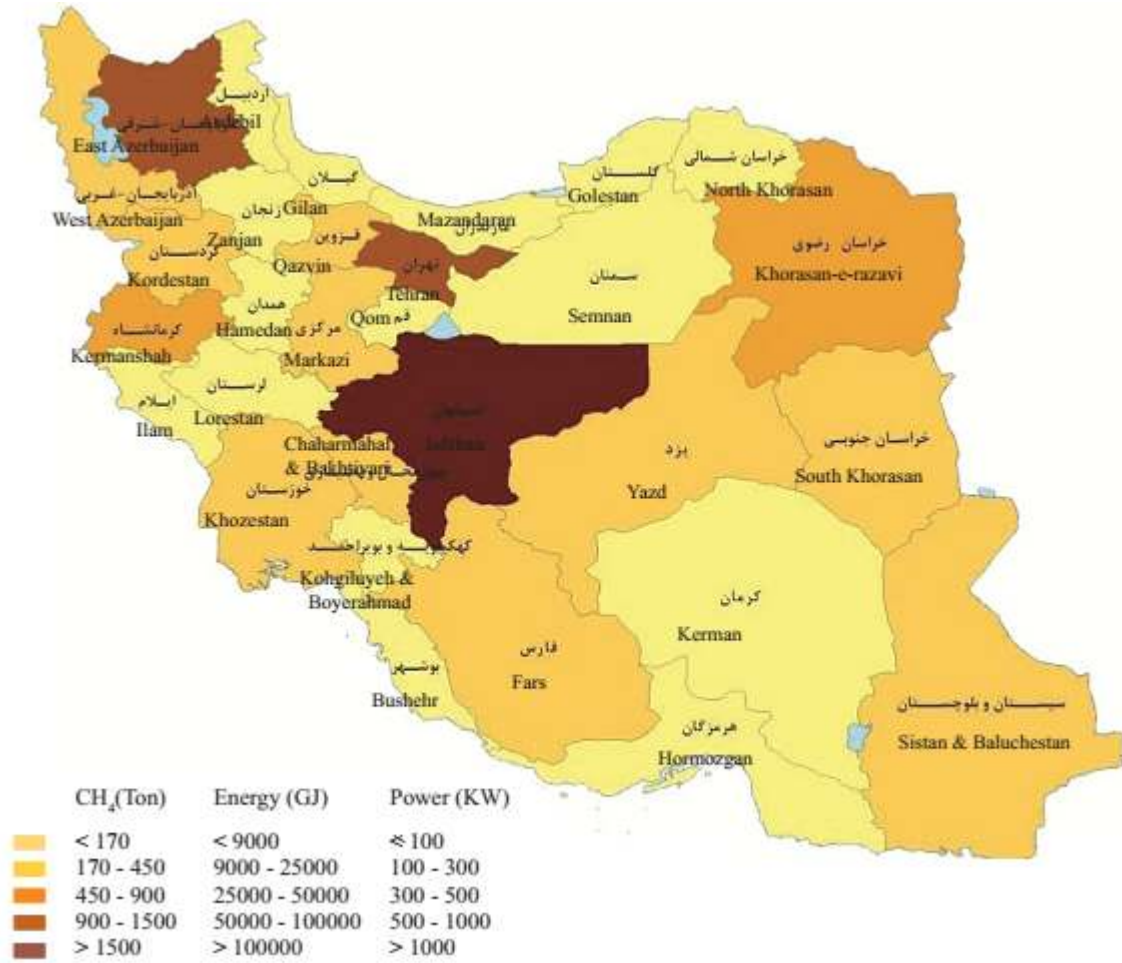 اردبیل
Ardebil
East Azerbaijan
آذربایجان-غربی
West Azerbaijan
گیلان
Gilan
زنجان
Zanjan
قزوین
Qazvin
کردستان
Kordestan
مازندران
Mazandaran
گلستان
Golestan
خراسان شمالی
North Khorasan
خراسان رضوی
Khorasan-e-razavi
تهران
Tehran
سمنان
Semnan
همدان
Hamedan
قم
Qom
مرکزی
Markazi
کرمانشاه
Kermanshah
لرستان
Lorestan
ایلام
Ilam
Chaharmahal
& Bakhtiyari
خوزستان
Khozestan
یزد
Yazd
خراسان جنوبی
South Khorasan
کهکیلویه و بویراحمد
Kohgiluyeh &
Boyerahmad
کرمان
Kerman
فارس
Fars
بوشهر
Bushehr
هرمزگان
Hormozgan
سیستان و بلوچستان
Sistan & Baluchestan
CH₄(Ton) Energy (GJ) Power (KW)
< 170 < 9000 < 100
170 - 450 9000 - 25000 100 - 300
450 - 900 25000 - 50000 300 - 500
900 - 1500 50000 - 100000 500 - 1000
> 1500 > 100000 > 1000